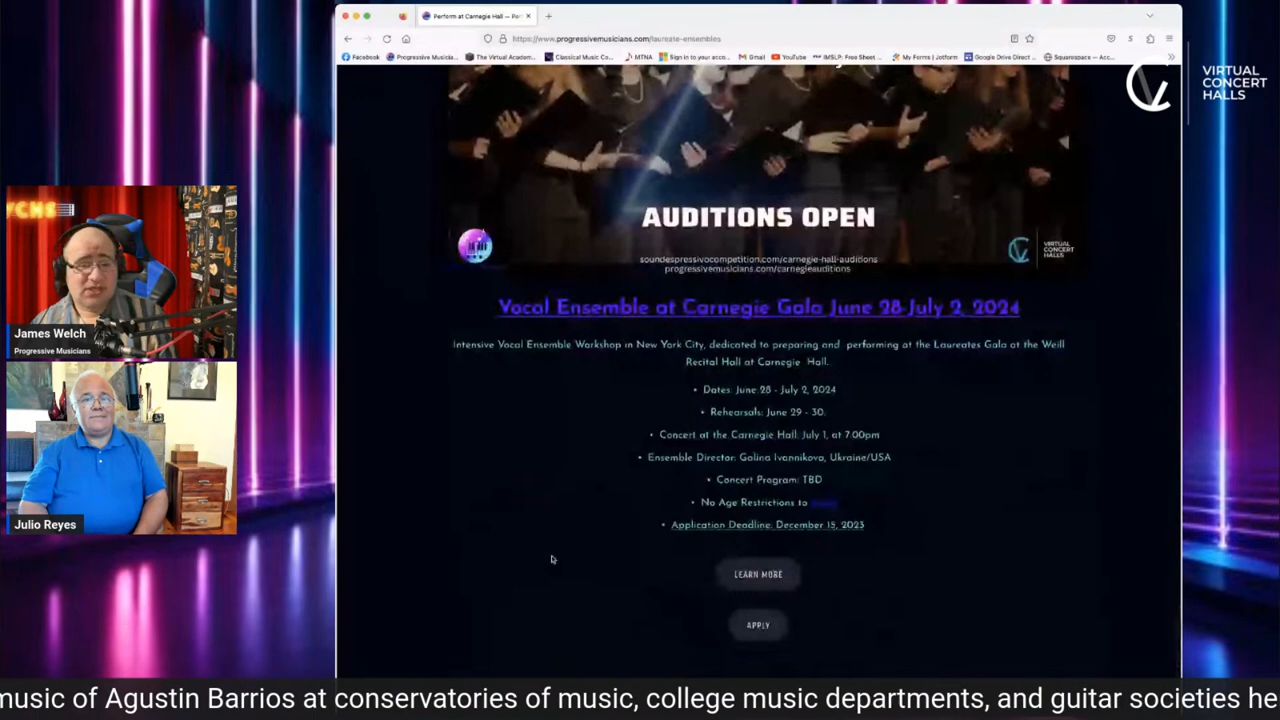 Perform at Carnegie Hall — Per
https://www.progressivemusicians.com/laureate-ensembles
Facebook
Progressive Musicia...
The Virtual Academ...
Classical Music Co...
MTNA
Sign in to your acco...
Gmail
YouTube
IMSLP: Free Sheet ...
My Forms | Jotform
Google Drive Direct ...
Squarespace — Acc...
VIRTUAL
CONCERT
HALLS
AUDITIONS OPEN
soundespressivocompetition.com/carnegie-hall-auditions
progressivemusicians.com/carnegieauditions
VIRTUAL
CONCERT
HALLS
Vocal Ensemble at Carnegie Gala June 28-July 2, 2024
Intensive Vocal Ensemble Workshop in New York City, dedicated to preparing and performing at the Laureates Gala at the Weill
Recital Hall at Carnegie Hall.
• Dates: June 28 - July 2, 2024
• Rehearsals: June 29 - 30.
• Concert at the Carnegie Hall: July 1, at 7:00pm
• Ensemble Director: Galina Ivannikova, Ukraine/USA
• Concert Program: TBD
• No Age Restrictions to
• Application Deadline: December 15, 2023
LEARN MORE
APPLY
VCHS
James Welch
Progressive Musicians
Julio Reyes
music of Agustin Barrios at conservatories of music, college music departments, and guitar societies he